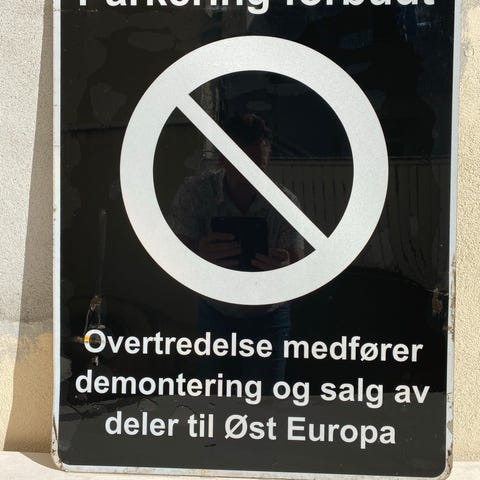 Parkering forbudt
Overtredelse medfører
demontering og salg av
deler til Øst Europa